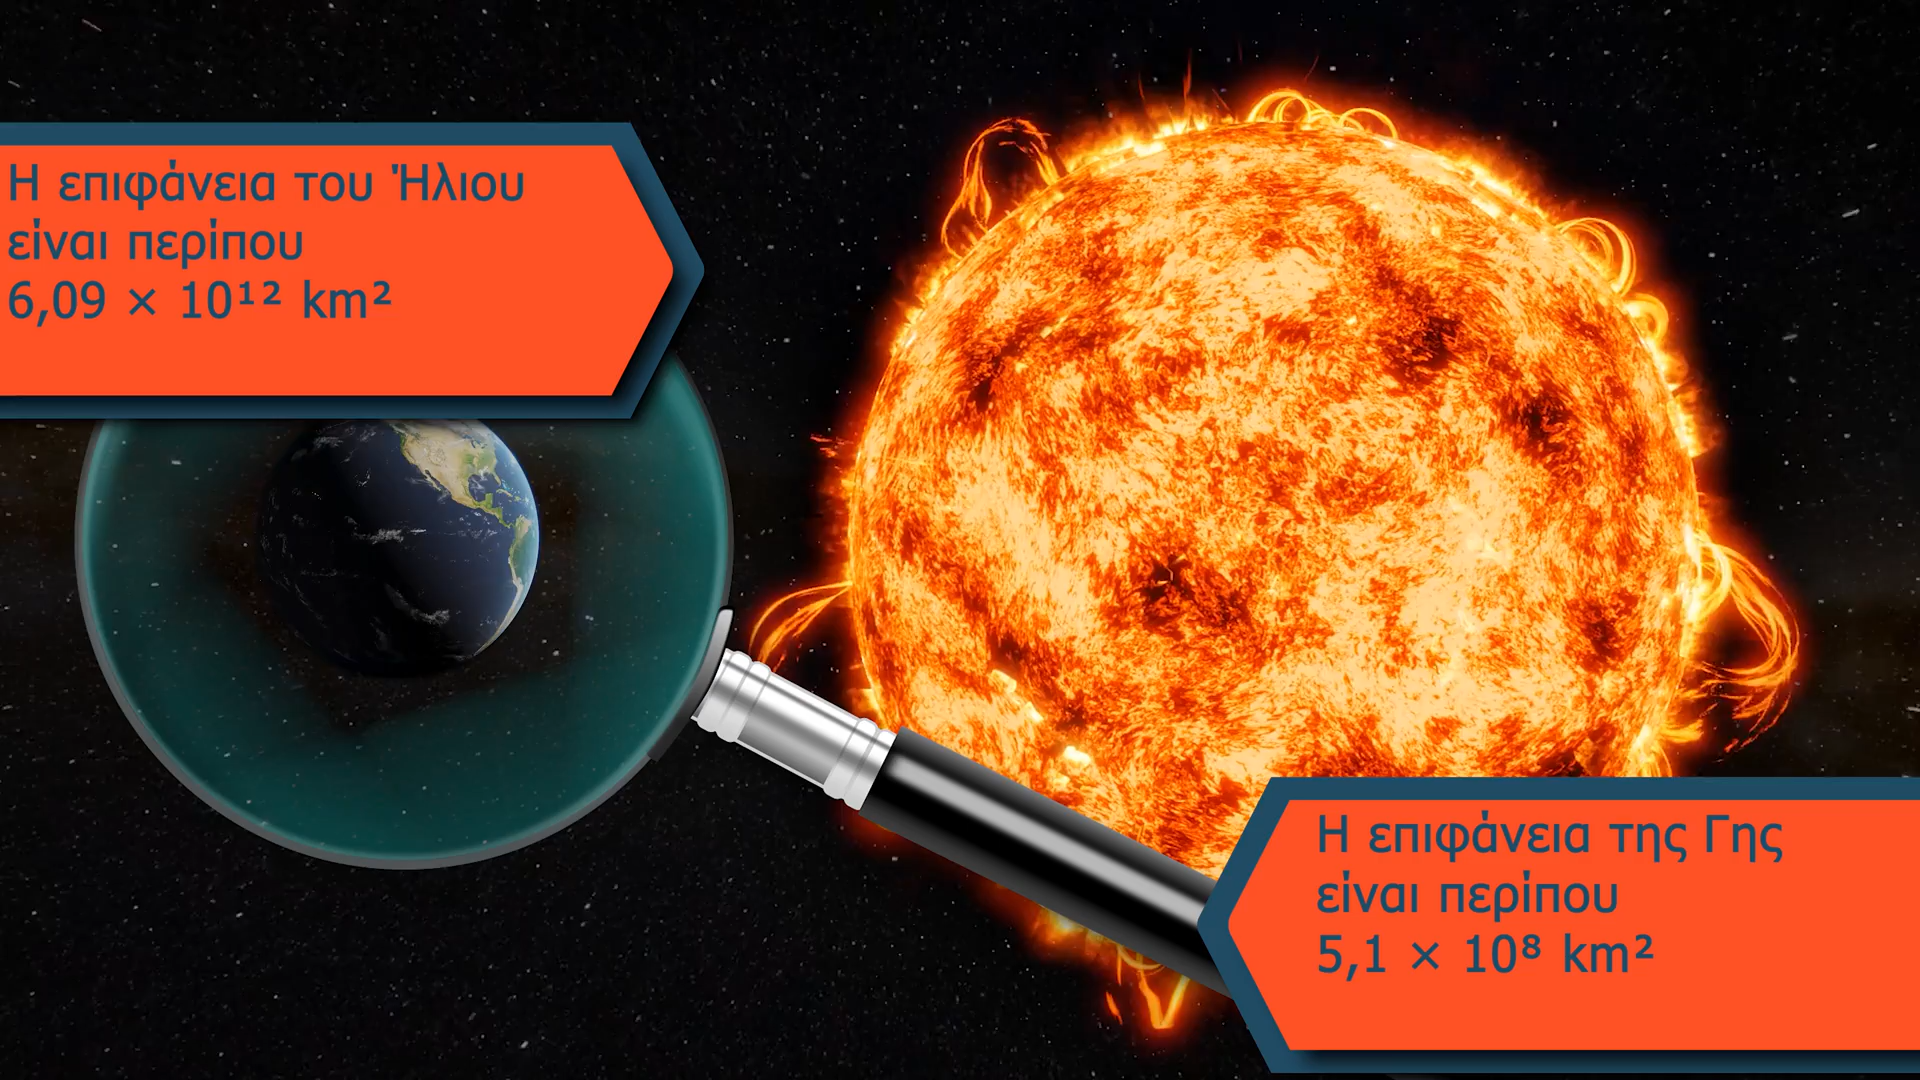 Η επιφάνεια του Ήλιου
είναι περίπου
6,09 × 10¹² km²
Η επιφάνεια της Γης
είναι περίπου
5,1 × 10⁸ km²